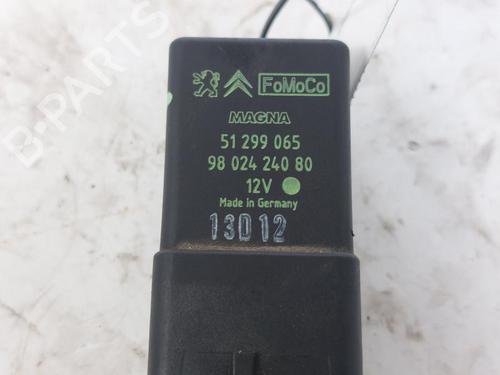 FoMoCo
MAGNA
51 299 065
98 024 240 80
12V
Made in Germany
13D12
B-PARTS